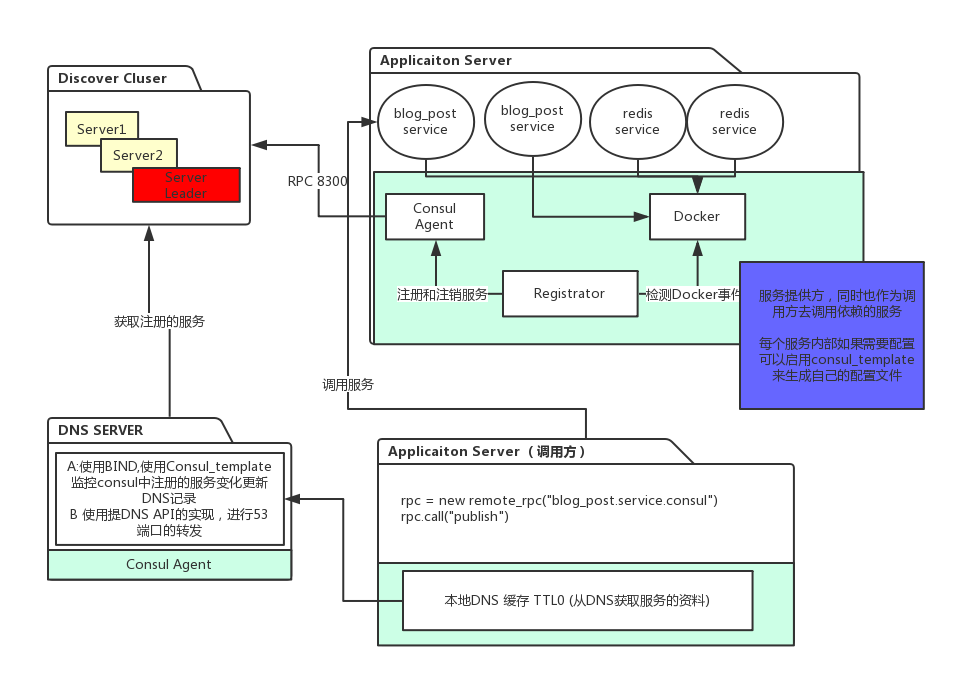 Discover Cluser
Server1
Server2
Server
Leader
Applicaiton Server
blog_post
service
blog_post
service
redis
service
redis
service
RPC 8300
Consul
Agent
Docker
注册和注销服务
Registrator
检测Docker事件
服务提供方，同时也作为调
用方去调用依赖的服务
每个服务内部如果需要配置
可以启用consul_template
来生成自己的配置文件
获取注册的服务
调用服务
DNS SERVER
A:使用BIND,使用Consul_template
监控consul中注册的服务变化更新
DNS记录
B 使用提DNS API的实现，进行53
端口的转发
Consul Agent
Applicaiton Server（调用方）
rpc = new remote_rpc("blog_post.service.consul")
rpc.call("publish")
本地DNS 缓存 TTL0 (从DNS获取服务的资料)